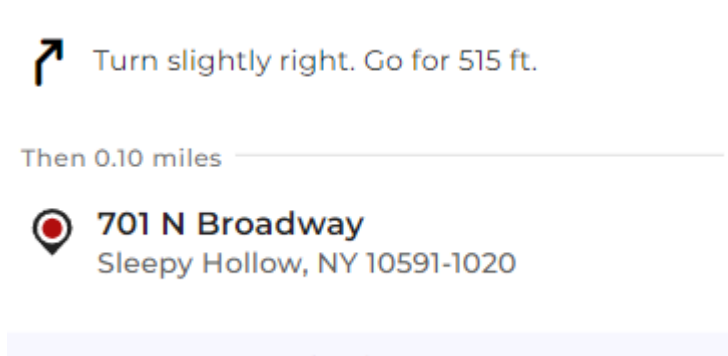 Turn slightly right. Go for 515 ft.
Then 0.10 miles
701 N Broadway
Sleepy Hollow, NY 10591-1020